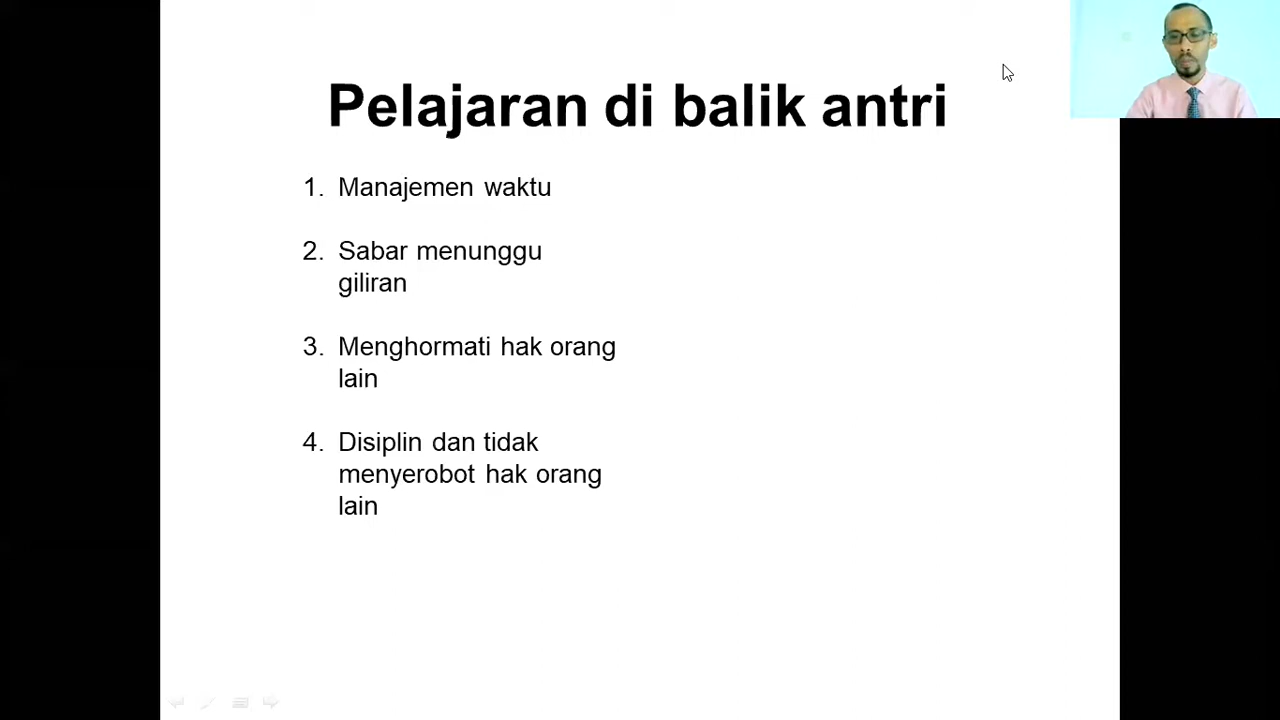 Pelajaran di balik antri
1. Manajemen waktu
2. Sabar menunggu
giliran
3. Menghormati hak orang
lain
4. Disiplin dan tidak
menyerobot hak orang
lain